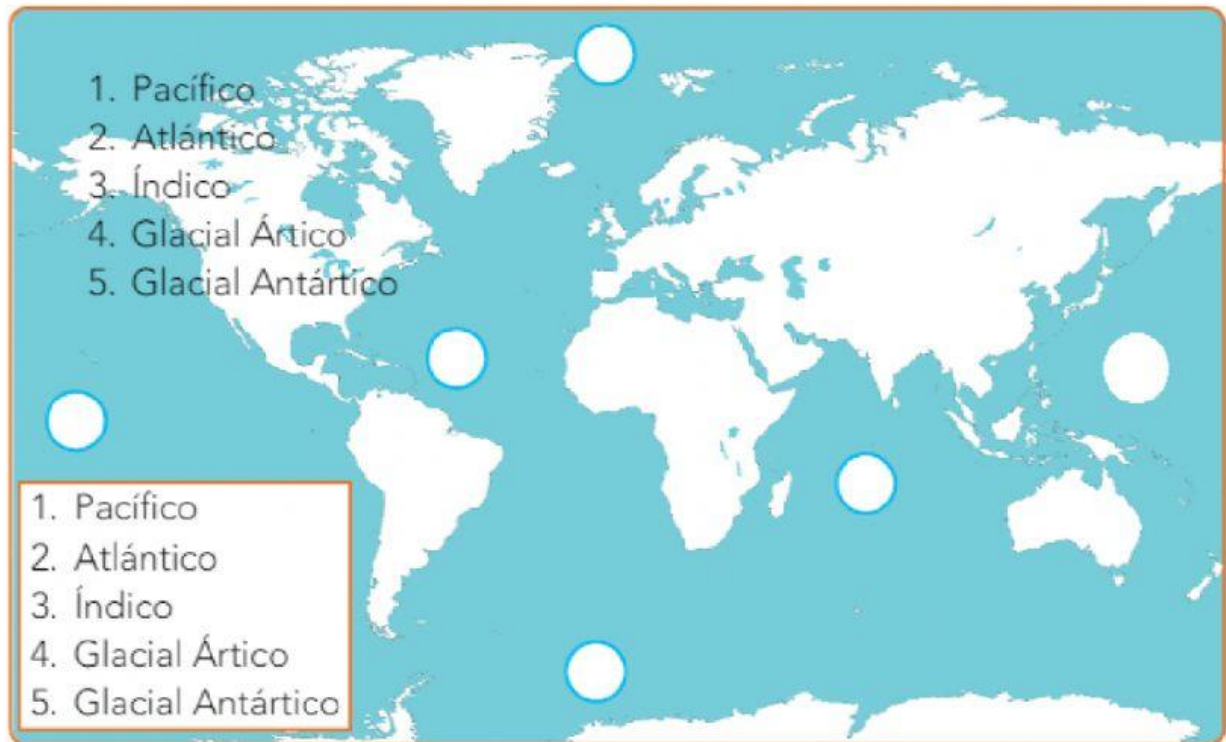 1. Pacífico
2. Atlántico
3. Índico
4. Glacial Ártico
5. Glacial Antártico
1. Pacífico
2. Atlántico
3. Índico
4. Glacial Ártico
5. Glacial Antártico